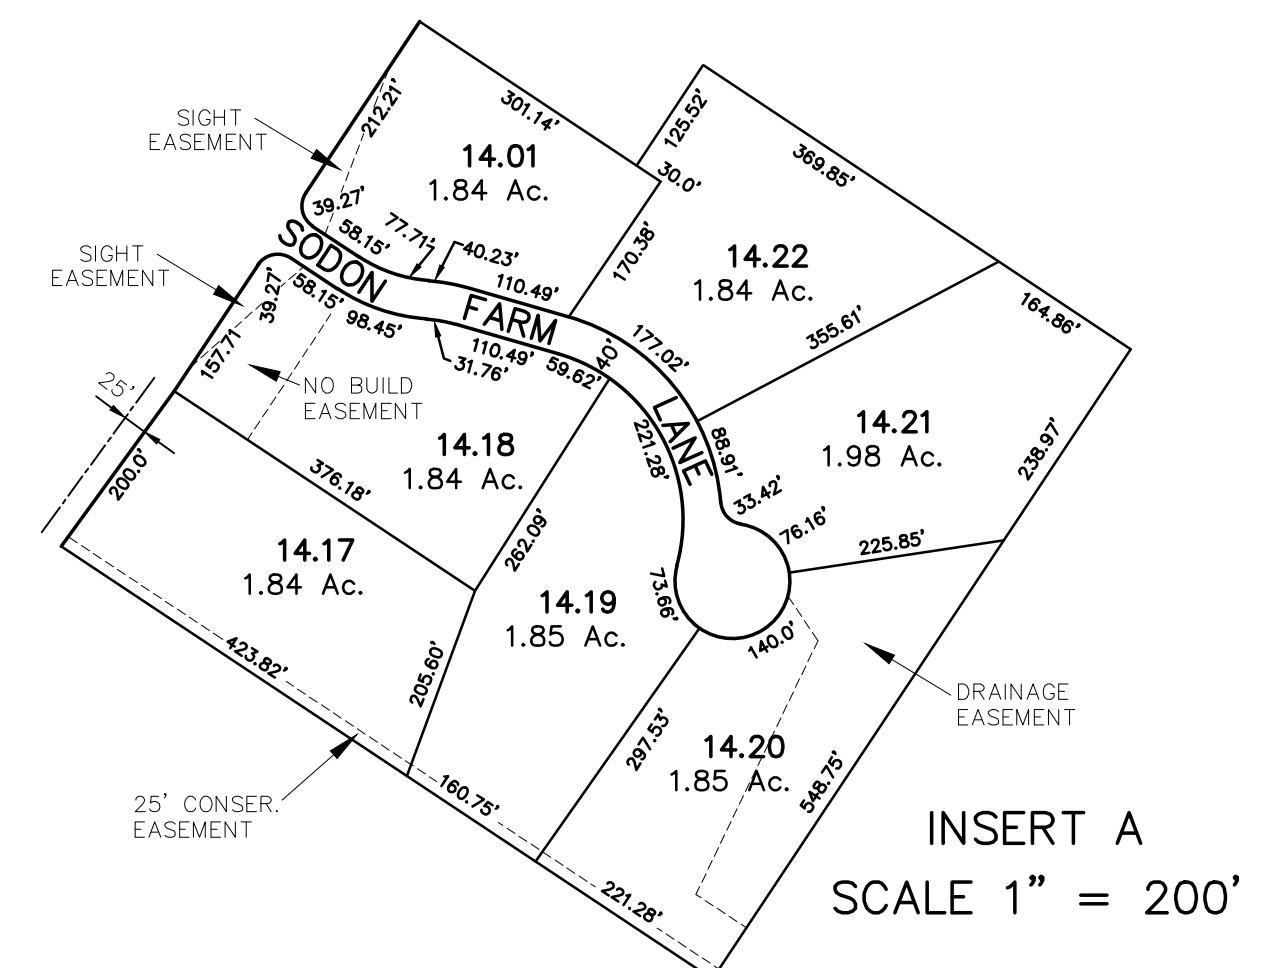 212.21'
301.14'
125.52'
SIGHT
EASEMENT
14.01
1.84 Ac.
30.0'
369.85'
39.27'
58.15'
77.71'
40.23'
170.38'
110.49'
14.22
1.84 Ac.
SODON FARM LANE
SIGHT
EASEMENT
39.27'
58.15'
98.45'
157.71
110.49'
31.76'
59.62'
40'
177.02'
355.61'
164.86'
25'
NO BUILD
EASEMENT
14.18
1.84 Ac.
221.28'
88.91'
14.21
1.98 Ac.
238.97'
200.0'
376.18'
33.42'
76.16'
225.85'
14.17
1.84 Ac.
262.09'
14.19
1.85 Ac.
73.66'
140.0'
423.82'
205.60'
DRAINAGE
EASEMENT
297.53'
14.20
1.85 Ac.
548.75'
25' CONSER.
EASEMENT
160.75'
221.28'
INSERT A
SCALE 1" = 200'